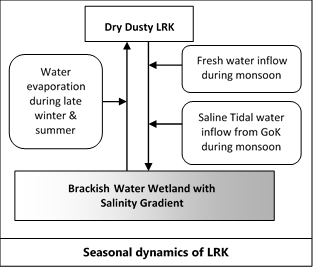 Dry Dusty LRK
Water
evaporation
during late
winter &
summer
Fresh water inflow
during monsoon
Saline Tidal water
inflow from GoK
during monsoon
Brackish Water Wetland with
Salinity Gradient
Seasonal dynamics of LRK